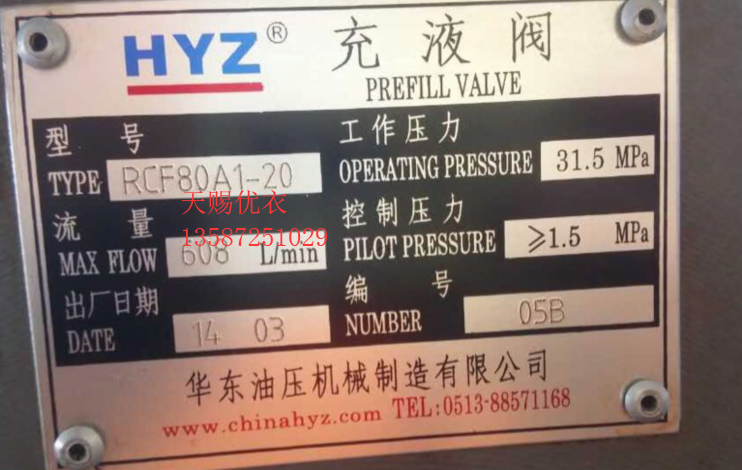 HYZ® 充液阀
PREFILL VALVE
型号 工作压力
TYPE RCF80A1-20 OPERATING PRESSURE 31.5 MPa
天赐优衣
流量 控制压力
13587251029
MAX FLOW 608 L/min PILOT PRESSURE ≥1.5 MPa
出厂日期 编号
DATE 14 03 NUMBER 05B
华东油压机械制造有限公司
www.chinahyz.com TEL:0513-88571168